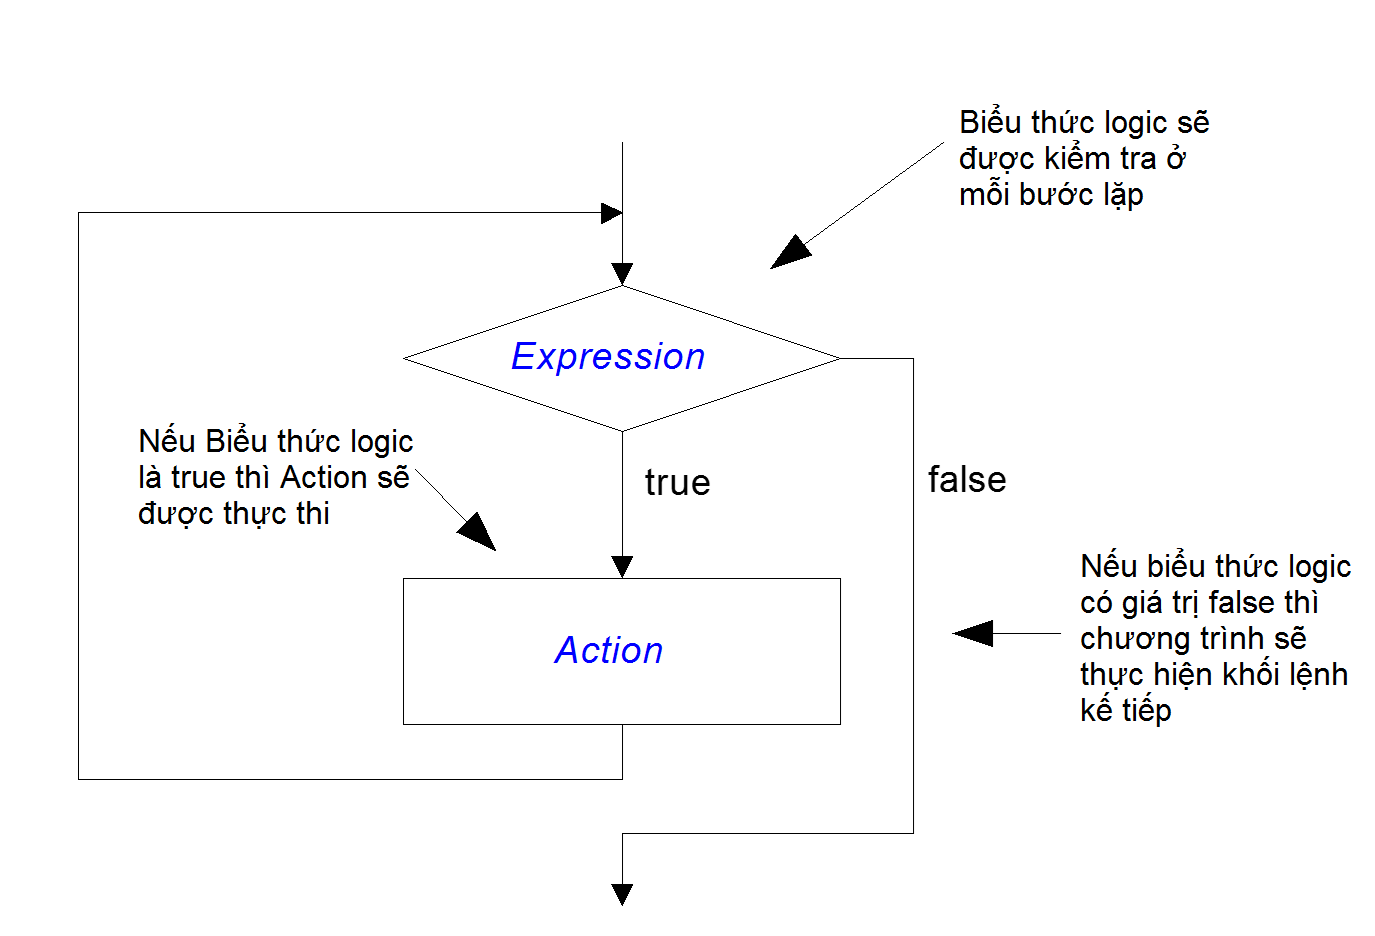 Biểu thức logic sẽ
được kiểm tra ở
mỗi bước lặp
Expression
Nếu Biểu thức logic
là true thì Action sẽ
được thực thi
true
false
Nếu biểu thức logic
có giá trị false thì
chương trình sẽ
thực hiện khối lệnh
kế tiếp
Action